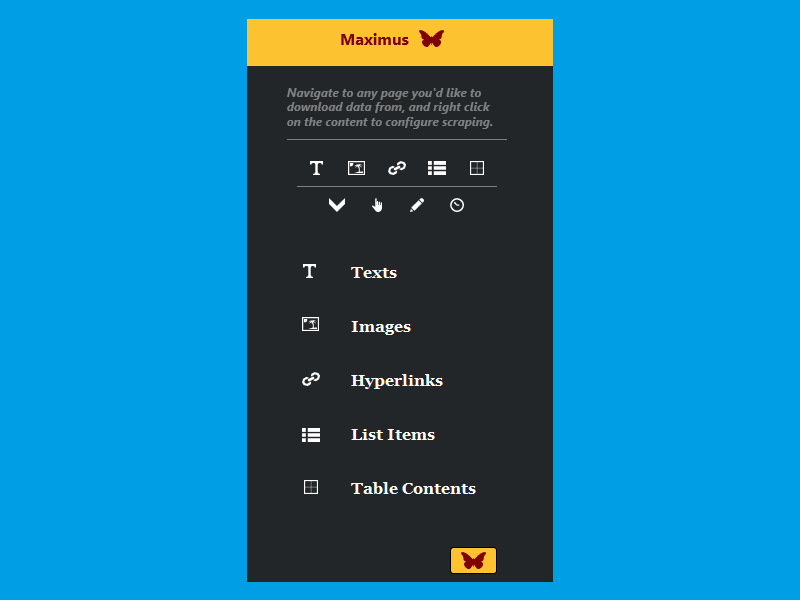 Maximus
Navigate to any page you'd like to
download data from, and right click
on the content to configure scraping.
Texts
Images
Hyperlinks
List Items
Table Contents